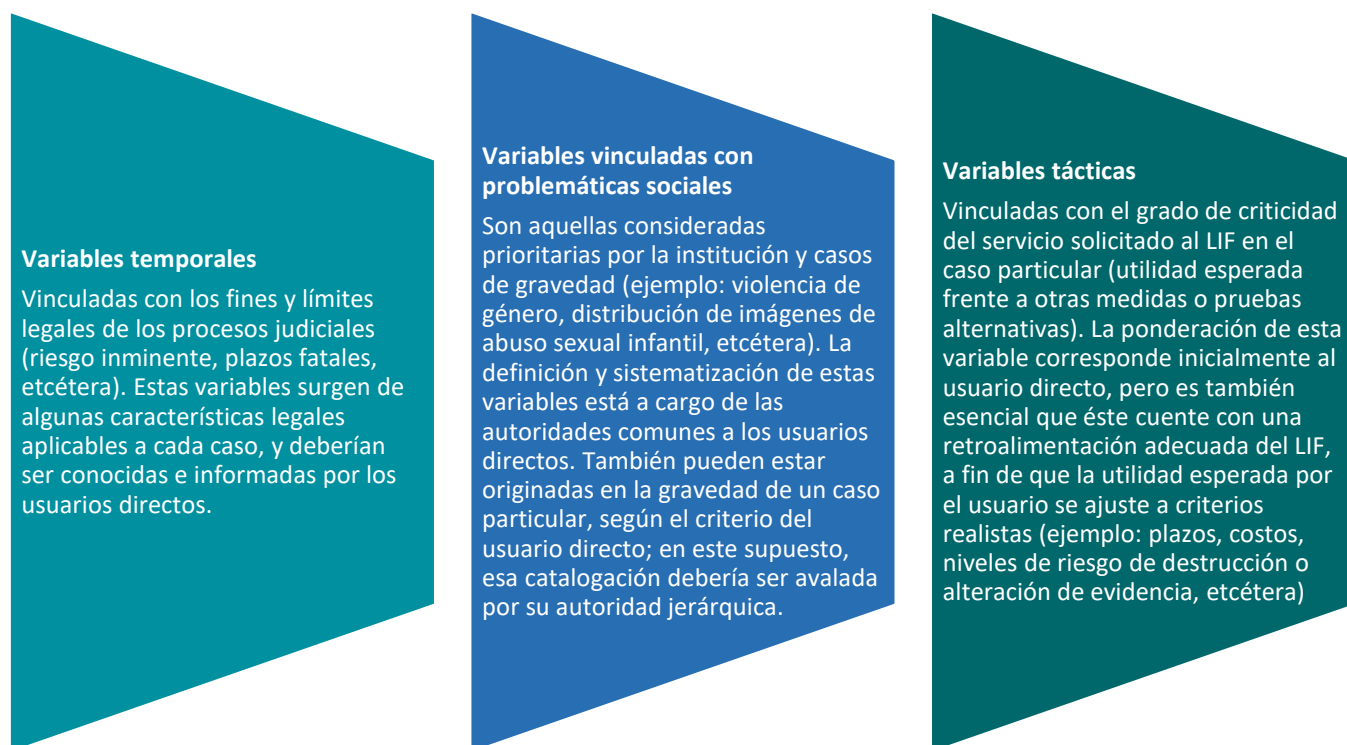 Variables temporales
Vinculadas con los fines y límites
legales de los procesos judiciales
(riesgo inminente, plazos fatales,
etcétera). Estas variables surgen de
algunas características legales
aplicables a cada caso, y deberían
ser conocidas e informadas por los
usuarios directos.
Variables vinculadas con
problemáticas sociales
Son aquellas consideradas
prioritarias por la institución y casos
de gravedad (ejemplo: violencia de
género, distribución de imágenes de
abuso sexual infantil, etcétera). La
definición y sistematización de estas
variables está a cargo de las
autoridades comunes a los usuarios
directos. También pueden estar
originadas en la gravedad de un caso
particular, según el criterio del
usuario directo; en este supuesto,
esa catalogación debería ser avalada
por su autoridad jerárquica.
Variables tácticas
Vinculadas con el grado de criticidad
del servicio solicitado al LIF en el
caso particular (utilidad esperada
frente a otras medidas o pruebas
alternativas). La ponderación de esta
variable corresponde inicialmente al
usuario directo, pero es también
esencial que éste cuente con una
retroalimentación adecuada del LIF,
a fin de que la utilidad esperada por
el usuario se ajuste a criterios
realistas (ejemplo: plazos, costos,
niveles de riesgo de destrucción o
alteración de evidencia, etcétera)